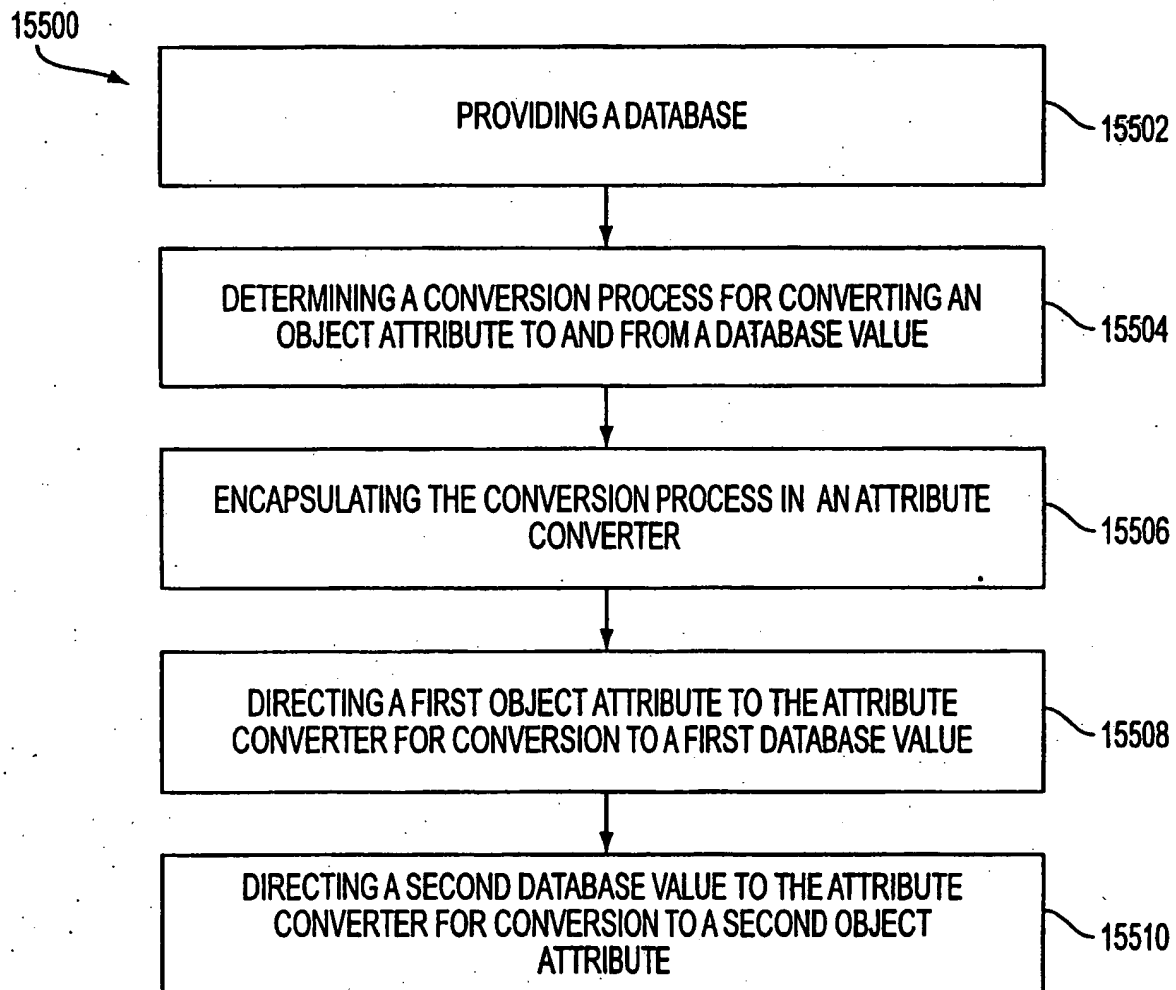 15500
PROVIDING A DATABASE
15502
DETERMINING A CONVERSION PROCESS FOR CONVERTING AN
OBJECT ATTRIBUTE TO AND FROM A DATABASE VALUE
15504
ENCAPSULATING THE CONVERSION PROCESS IN AN ATTRIBUTE
CONVERTER
15506
DIRECTING A FIRST OBJECT ATTRIBUTE TO THE ATTRIBUTE
CONVERTER FOR CONVERSION TO A FIRST DATABASE VALUE
15508
DIRECTING A SECOND DATABASE VALUE TO THE ATTRIBUTE
CONVERTER FOR CONVERSION TO A SECOND OBJECT
ATTRIBUTE
15510